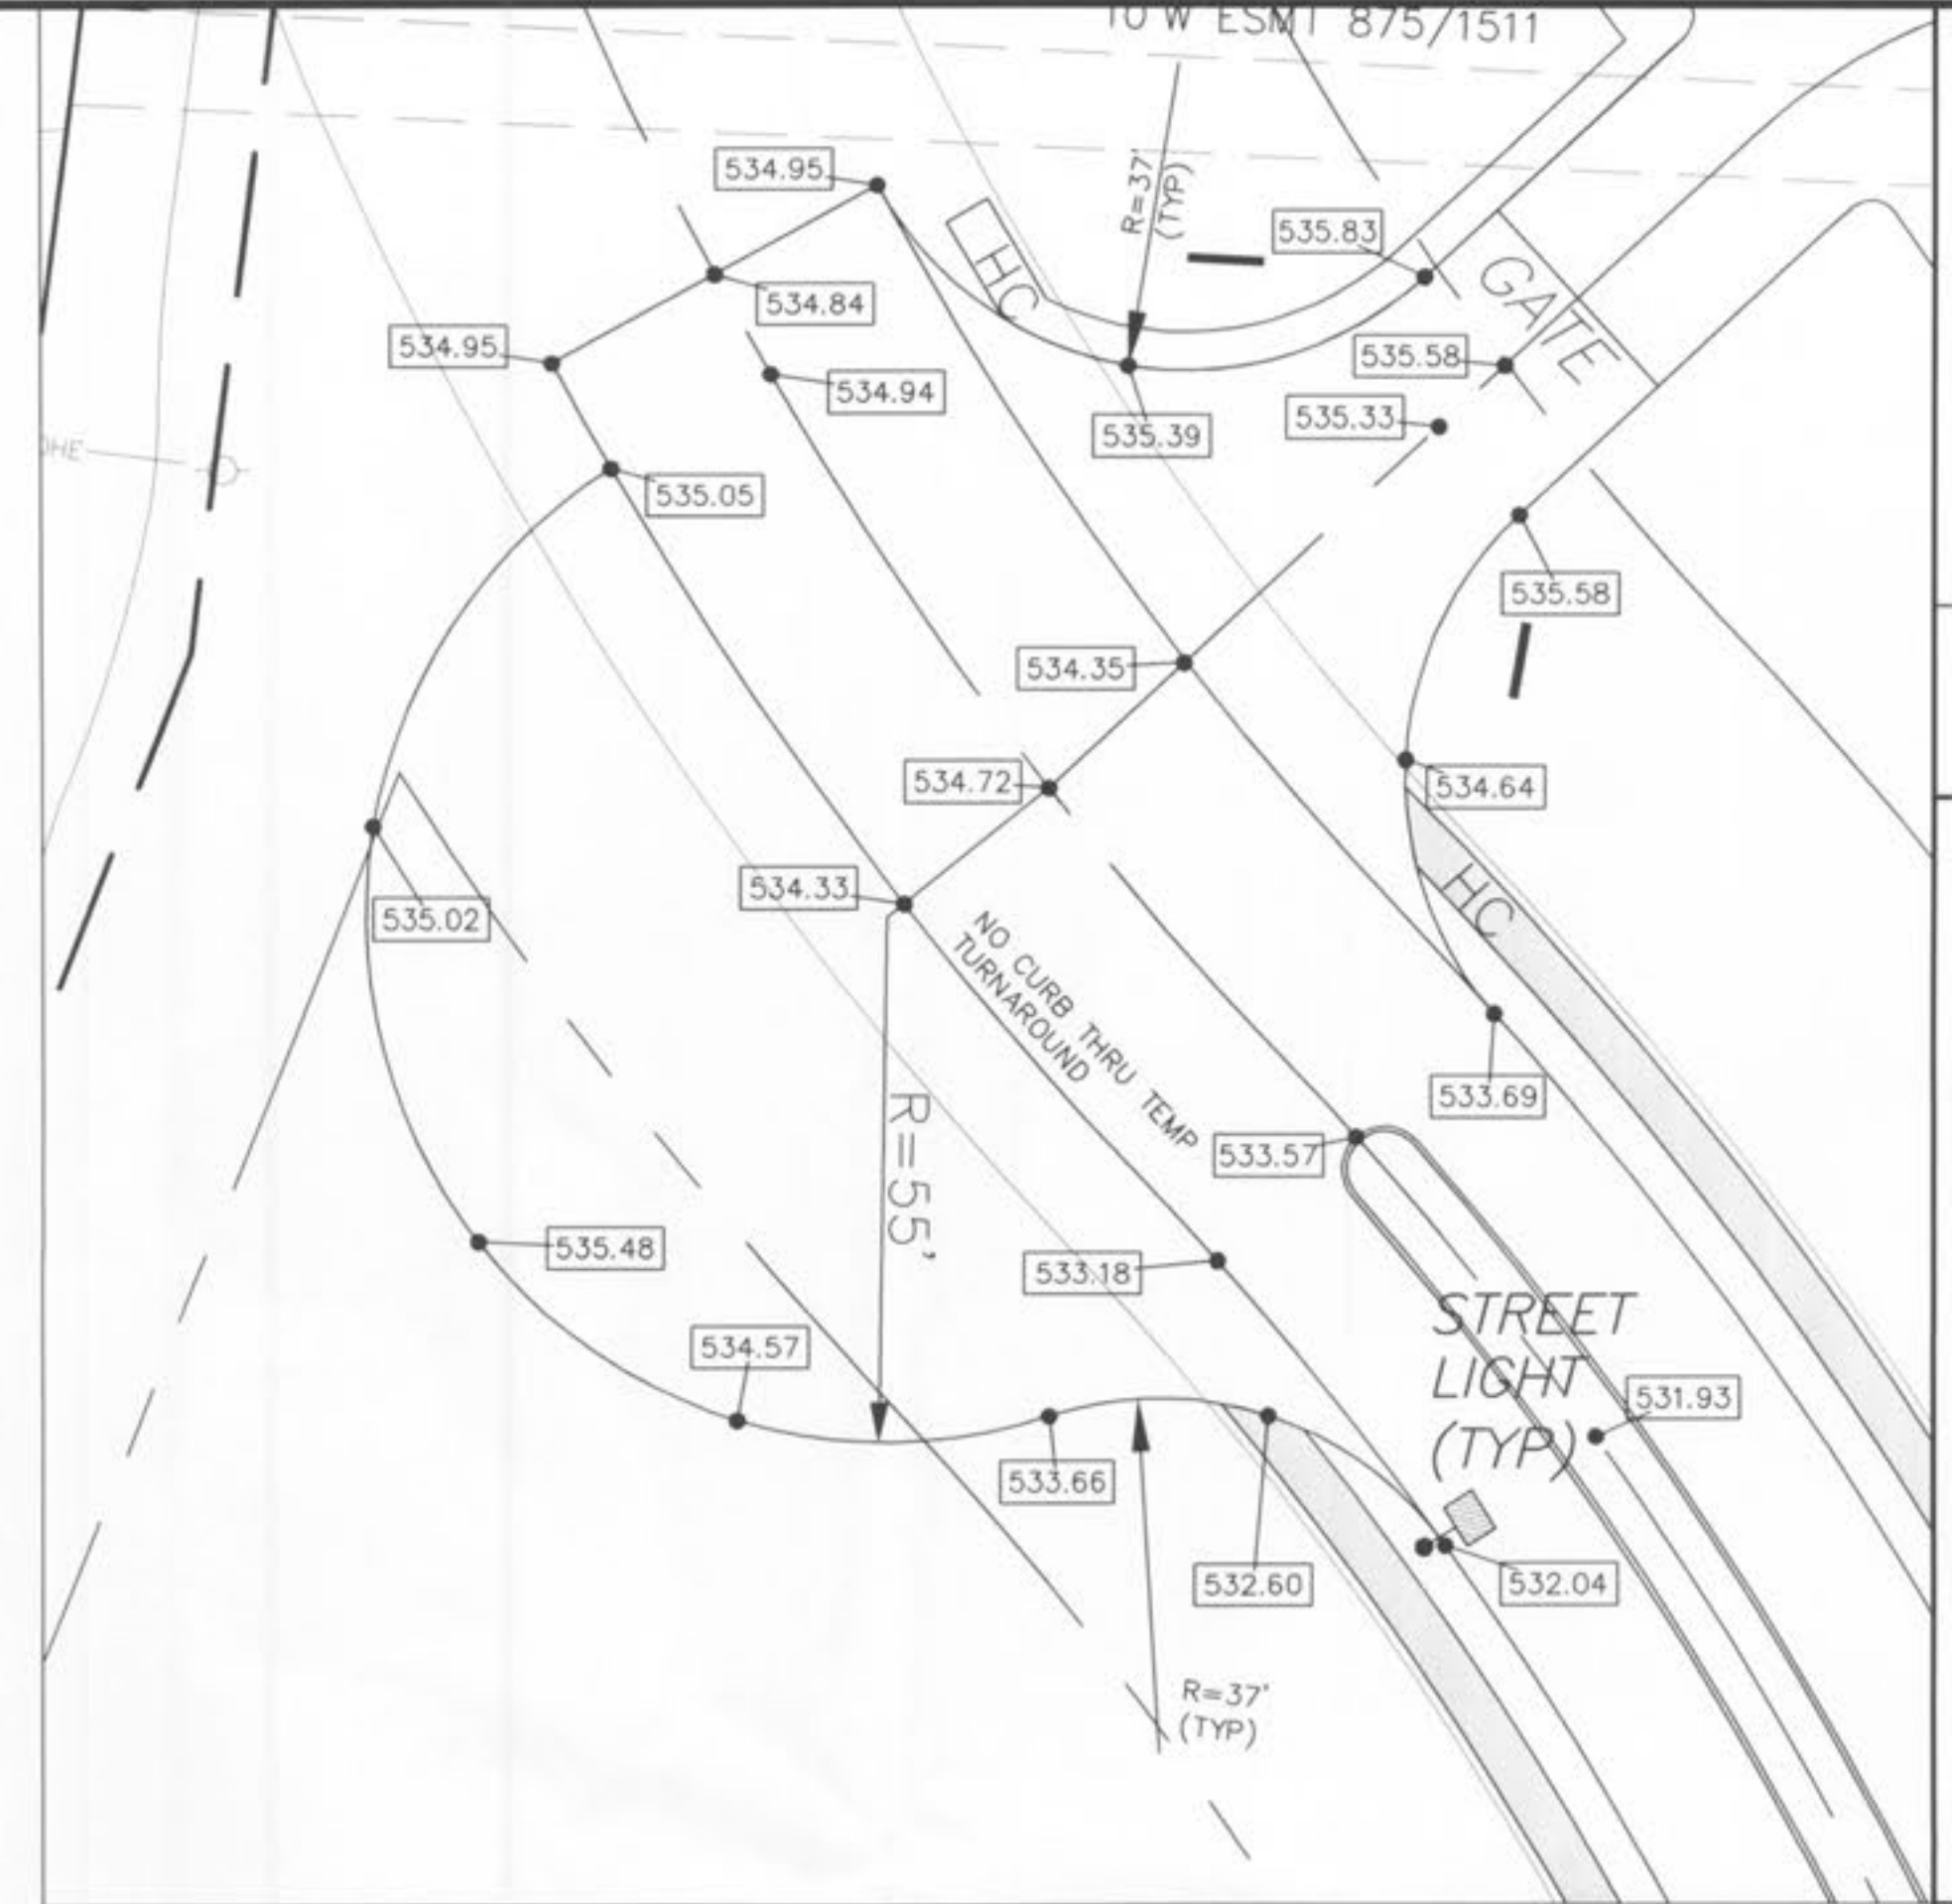 10'W ESMT 875/1511
534.95
R=37'
(TYP)
535.83
GATE
534.84
534.95
535.58
534.94
535.33
535.39
HC
OHE
535.05
535.58
534.35
534.72
534.64
534.33
HC
535.02
NO CURB THRU TEMP
TURNAROUND
533.69
533.57
R=55'
535.48
533.18
STREET
LIGHT
(TYP)
534.57
531.93
533.66
532.60
532.04
R=37'
(TYP)